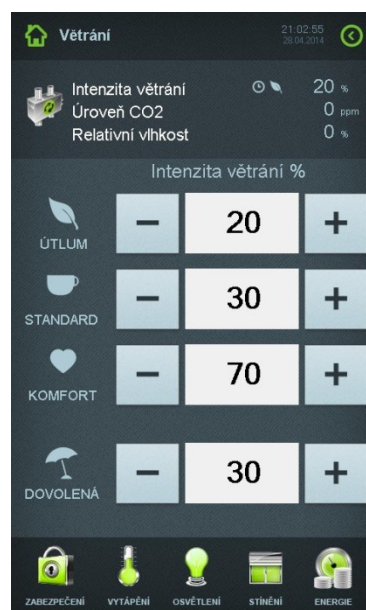 Větrání
21:02:55
28.04.2014
Intenzita větrání 20 %
Úroveň CO2 0 ppm
Relativní vlhkost 0 %
Intenzita větrání %
ÚTLUM
− 20 +
STANDARD
− 30 +
KOMFORT
− 70 +
DOVOLENÁ
− 30 +
ZABEZPEČENÍ VYTÁPĚNÍ OSVĚTLENÍ STÍNĚNÍ ENERGIE